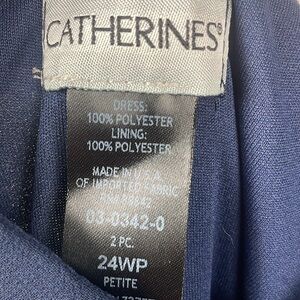 CATHERINES®
DRESS:
100% POLYESTER
LINING:
100% POLYESTER
MADE IN U.S.A.
OF IMPORTED FABRIC
03-0342-0
2 PC.
24WP
PETITE